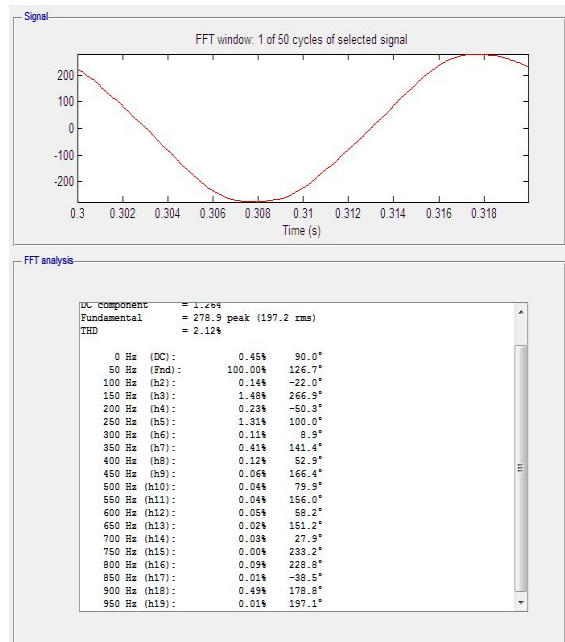 Signal
FFT window: 1 of 50 cycles of selected signal
200
100
0
-100
-200
0.3 0.302 0.304 0.306 0.308 0.31 0.312 0.314 0.316 0.318
Time (s)
FFT analysis
DC component = 1.264
Fundamental = 278.9 peak (197.2 rms)
THD = 2.12%
0 Hz (DC): 0.45% 90.0°
50 Hz (Fnd): 100.00% 126.7°
100 Hz (h2): 0.14% -22.0°
150 Hz (h3): 1.48% 266.9°
200 Hz (h4): 0.23% -50.3°
250 Hz (h5): 1.31% 100.0°
300 Hz (h6): 0.11% 8.9°
350 Hz (h7): 0.41% 141.4°
400 Hz (h8): 0.12% 52.9°
450 Hz (h9): 0.06% 166.4°
500 Hz (h10): 0.04% 79.9°
550 Hz (h11): 0.04% 156.0°
600 Hz (h12): 0.05% 58.2°
650 Hz (h13): 0.02% 151.2°
700 Hz (h14): 0.03% 27.9°
750 Hz (h15): 0.00% 233.2°
800 Hz (h16): 0.09% 228.8°
850 Hz (h17): 0.01% -38.5°
900 Hz (h18): 0.49% 178.8°
950 Hz (h19): 0.01% 197.1°